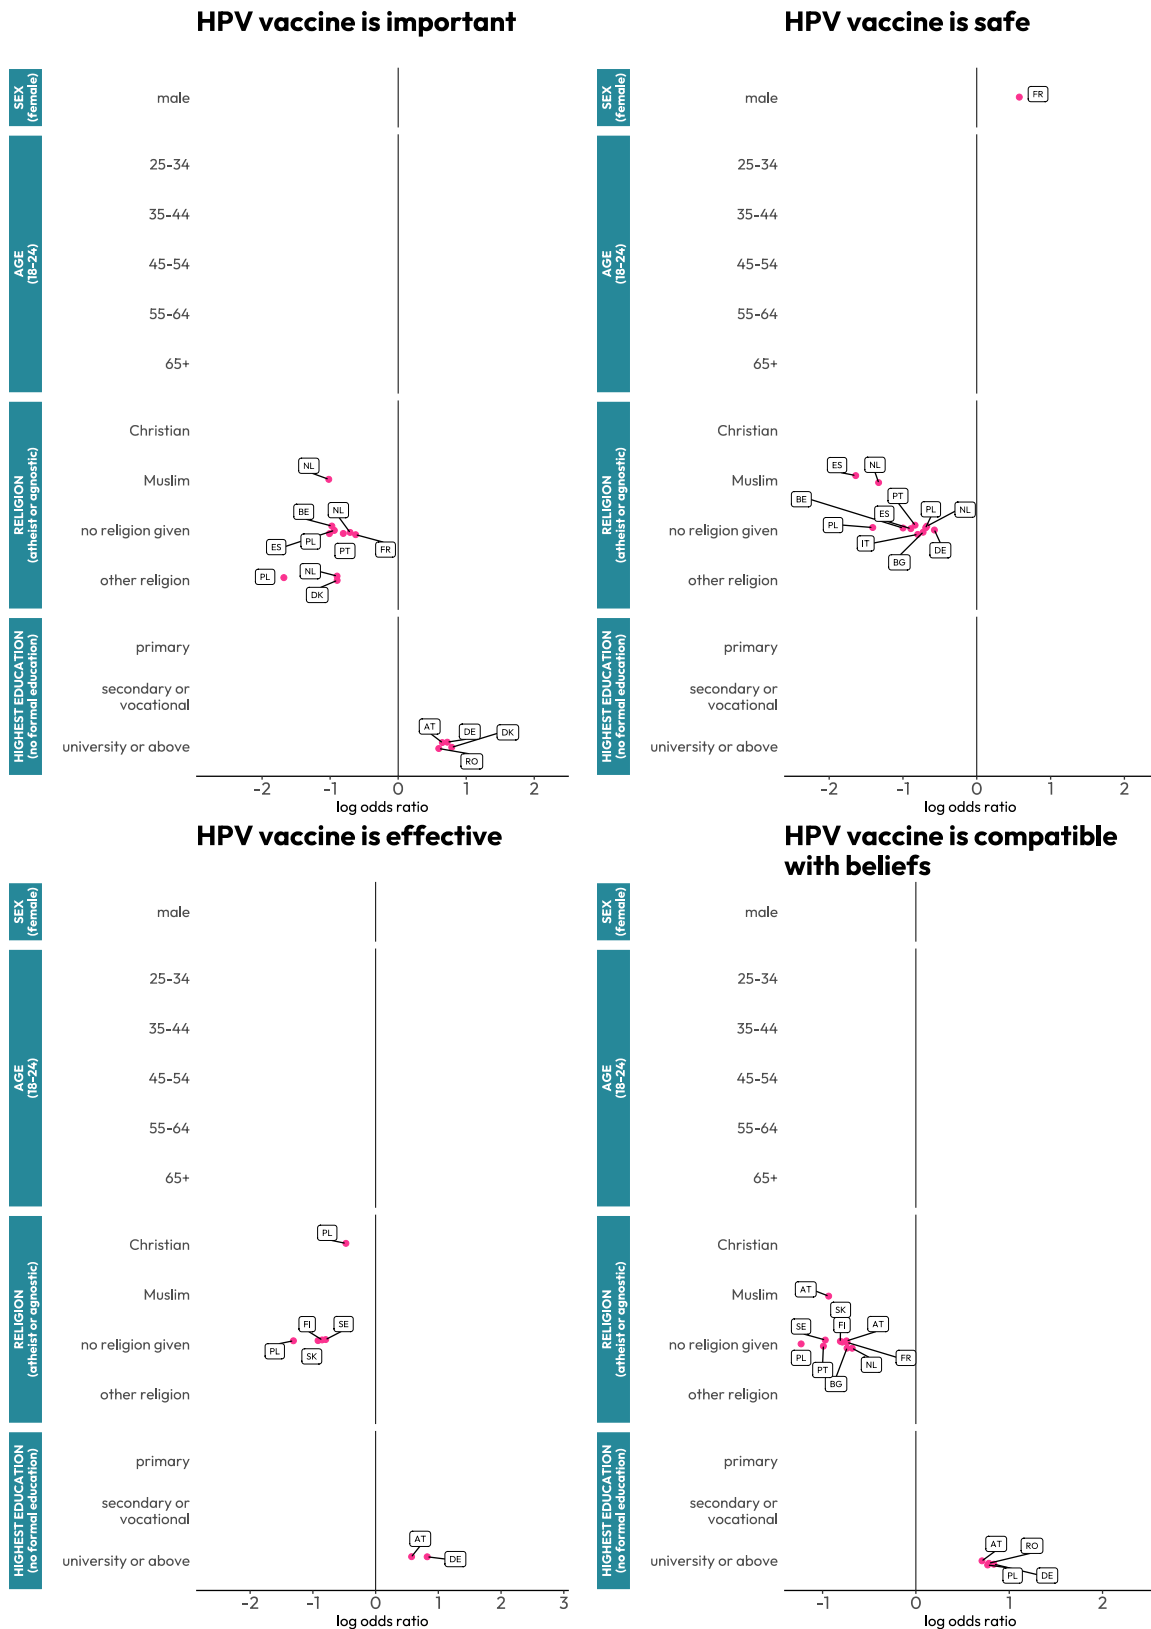 HPV vaccine is important
SEX
(female)
male
AGE
(18-24)
25-34
35-44
45-54
55-64
65+
RELIGION
(atheist or agnostic)
Christian
NL
Muslim
BE
NL
no religion given
ES
PL
PT
FR
other religion
PL
NL
DK
HIGHEST EDUCATION
(no formal education)
primary
secondary or
vocational
AT
DE
DK
university or above
RO
-2
-1
0
1
2
log odds ratio
HPV vaccine is safe
SEX
(female)
male
FR
AGE
(18-24)
25-34
35-44
45-54
55-64
65+
RELIGION
(atheist or agnostic)
Christian
ES
NL
Muslim
BE
PT
ES
PL
NL
PL
no religion given
IT
DE
BG
other religion
HIGHEST EDUCATION
(no formal education)
primary
secondary or
vocational
university or above
-2
-1
0
1
2
log odds ratio
HPV vaccine is effective
SEX
(female)
male
AGE
(18-24)
25-34
35-44
45-54
55-64
65+
RELIGION
(atheist or agnostic)
PL
Christian
Muslim
FI
SE
no religion given
PL
SK
other religion
HIGHEST EDUCATION
(no formal education)
primary
secondary or
vocational
AT
university or above
DE
-2
-1
0
1
2
3
log odds ratio
HPV vaccine is compatible
with beliefs
SEX
(female)
male
AGE
(18-24)
25-34
35-44
45-54
55-64
65+
RELIGION
(atheist or agnostic)
Christian
AT
Muslim
SK
SE
FI
AT
no religion given
PL
PT
BG
NL
FR
other religion
HIGHEST EDUCATION
(no formal education)
primary
secondary or
vocational
AT
RO
university or above
PL
DE
-1
0
1
2
log odds ratio